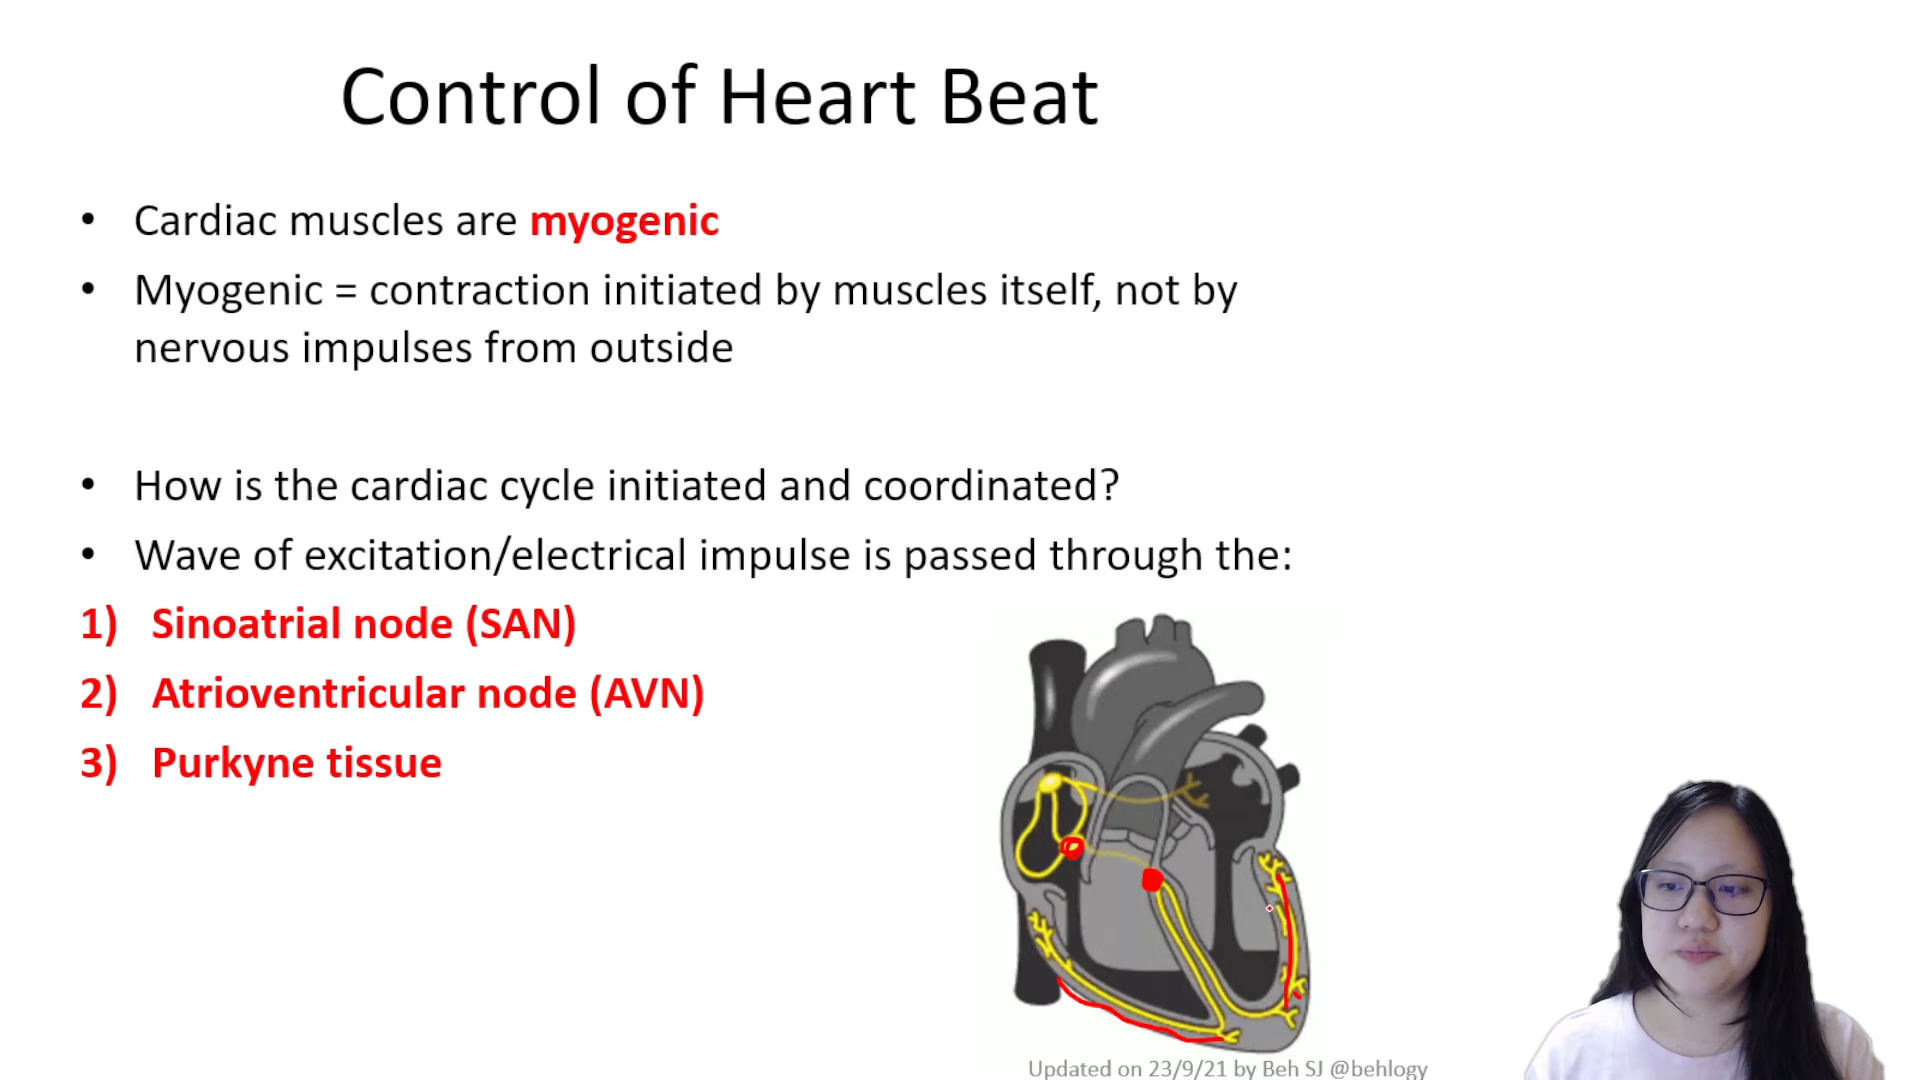 Control of Heart Beat
• Cardiac muscles are myogenic
• Myogenic = contraction initiated by muscles itself, not by
nervous impulses from outside
• How is the cardiac cycle initiated and coordinated?
• Wave of excitation/electrical impulse is passed through the:
1) Sinoatrial node (SAN)
2) Atrioventricular node (AVN)
3) Purkyne tissue
Updated on 23/9/21 by Beh SJ @behlogy